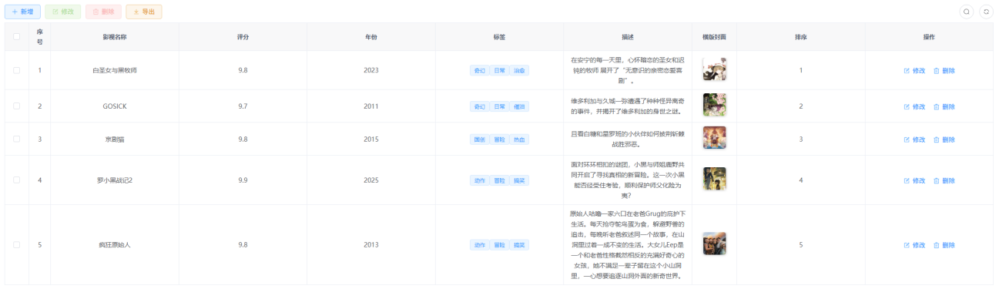 新增 修改 删除 导出
序号 影视名称 评分 年份 标签 描述 横版封面 排序 操作
1 白圣女与黑牧师 9.8 2023 奇幻 日常 治愈
在安宁的每一天里，心怀暗恋的圣女和迟
钝的牧师 展开了“无意识的亲密恋爱喜
剧”。
1 修改 删除
2 GOSICK 9.7 2011 奇幻 日常 催泪
维多利加与久城一弥遭遇了种种怪异离奇
的事件，并揭开了维多利加的身世之谜。
2 修改 删除
3 京剧猫 9.8 2015 国创 冒险 热血
且看白糖和星罗班的小伙伴如何披荆斩棘
战胜邪恶。
3 修改 删除
4 罗小黑战记2 9.9 2025 动作 冒险 搞笑
面对环环相扣的谜团，小黑与师姐鹿野共
同开启了寻找真相的新冒险。这一次小黑
能否经受住考验，顺利保护师父化险为
夷？
4 修改 删除
5 疯狂原始人 9.8 2013 动作 冒险 搞笑
原始人咕噜一家六口在老爸Grug的庇护下
生活。每天抢夺鸵鸟蛋为食，躲避野兽的
追击，每晚听老爸叙述同一个故事，在山
洞里过着一成不变的生活。大女儿Eep是
一个和老爸性格截然相反的充满好奇心的
女孩，她不满足一辈子留在这个小山洞
里，一心想要追逐山洞外面的新奇世界。
5 修改 删除